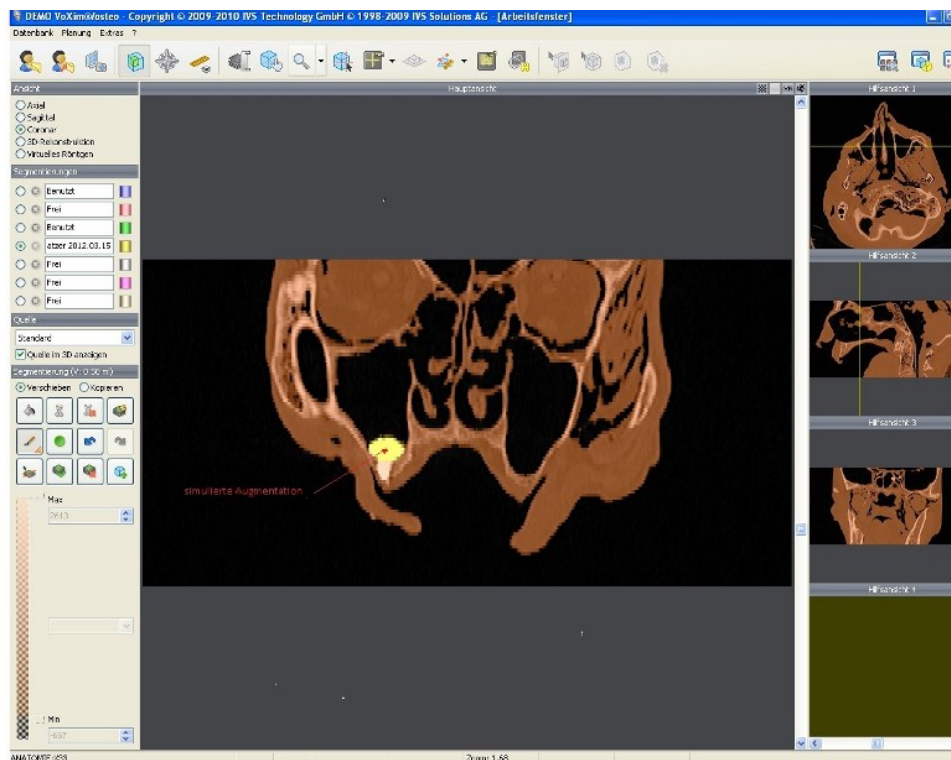 DEMO VoXim®osteo - Copyright © 2009-2010 IVS Technology GmbH © 1998-2009 IVS Solutions AG - [Arbeitsfenster]
Datenbank Planung Extras ?
Ansicht
Axial
Sagittal
Coronar
3D-Rekonstruktion
Virtuelles Röntgen
Segmentierungen
Benutzt
Frei
Benutzt
atzer 2012.03.15
Frei
Frei
Frei
Quelle
Standard
Quelle im 3D anzeigen
Verschieben Kopieren
Max
2613
Min
-667
Hauptansicht
simulierte Augmentation
Hilfsansicht 1
Hilfsansicht 2
Hilfsansicht 3
Hilfsansicht 4
Zoom: 1.68